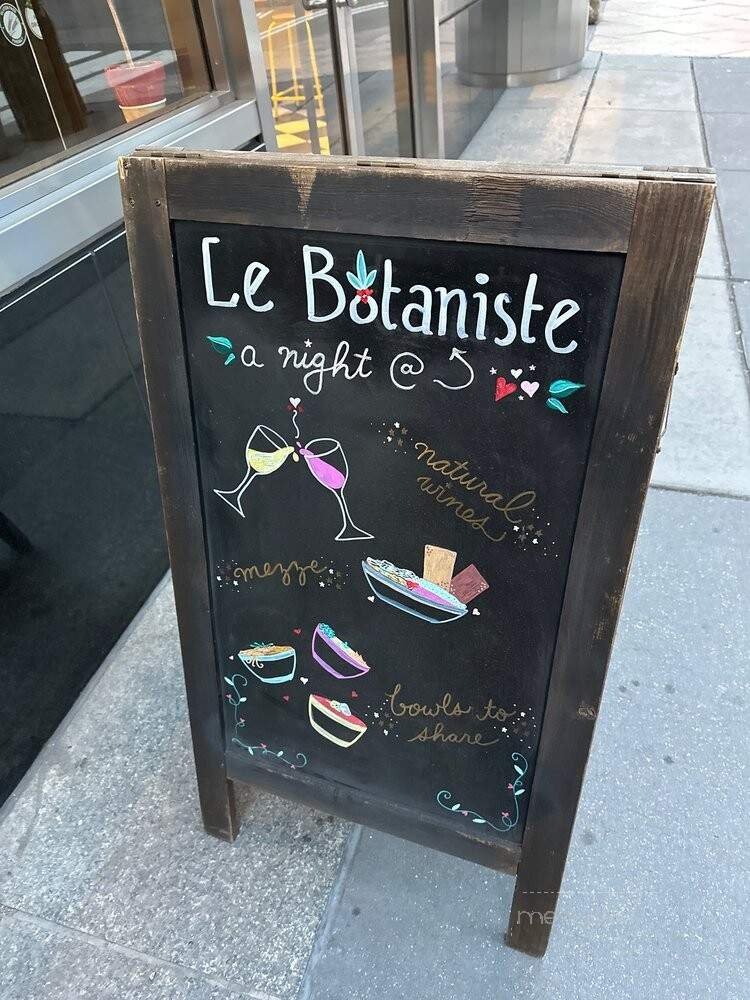 Le Botaniste
a night @
natural
wines
mezze
bowls to
share